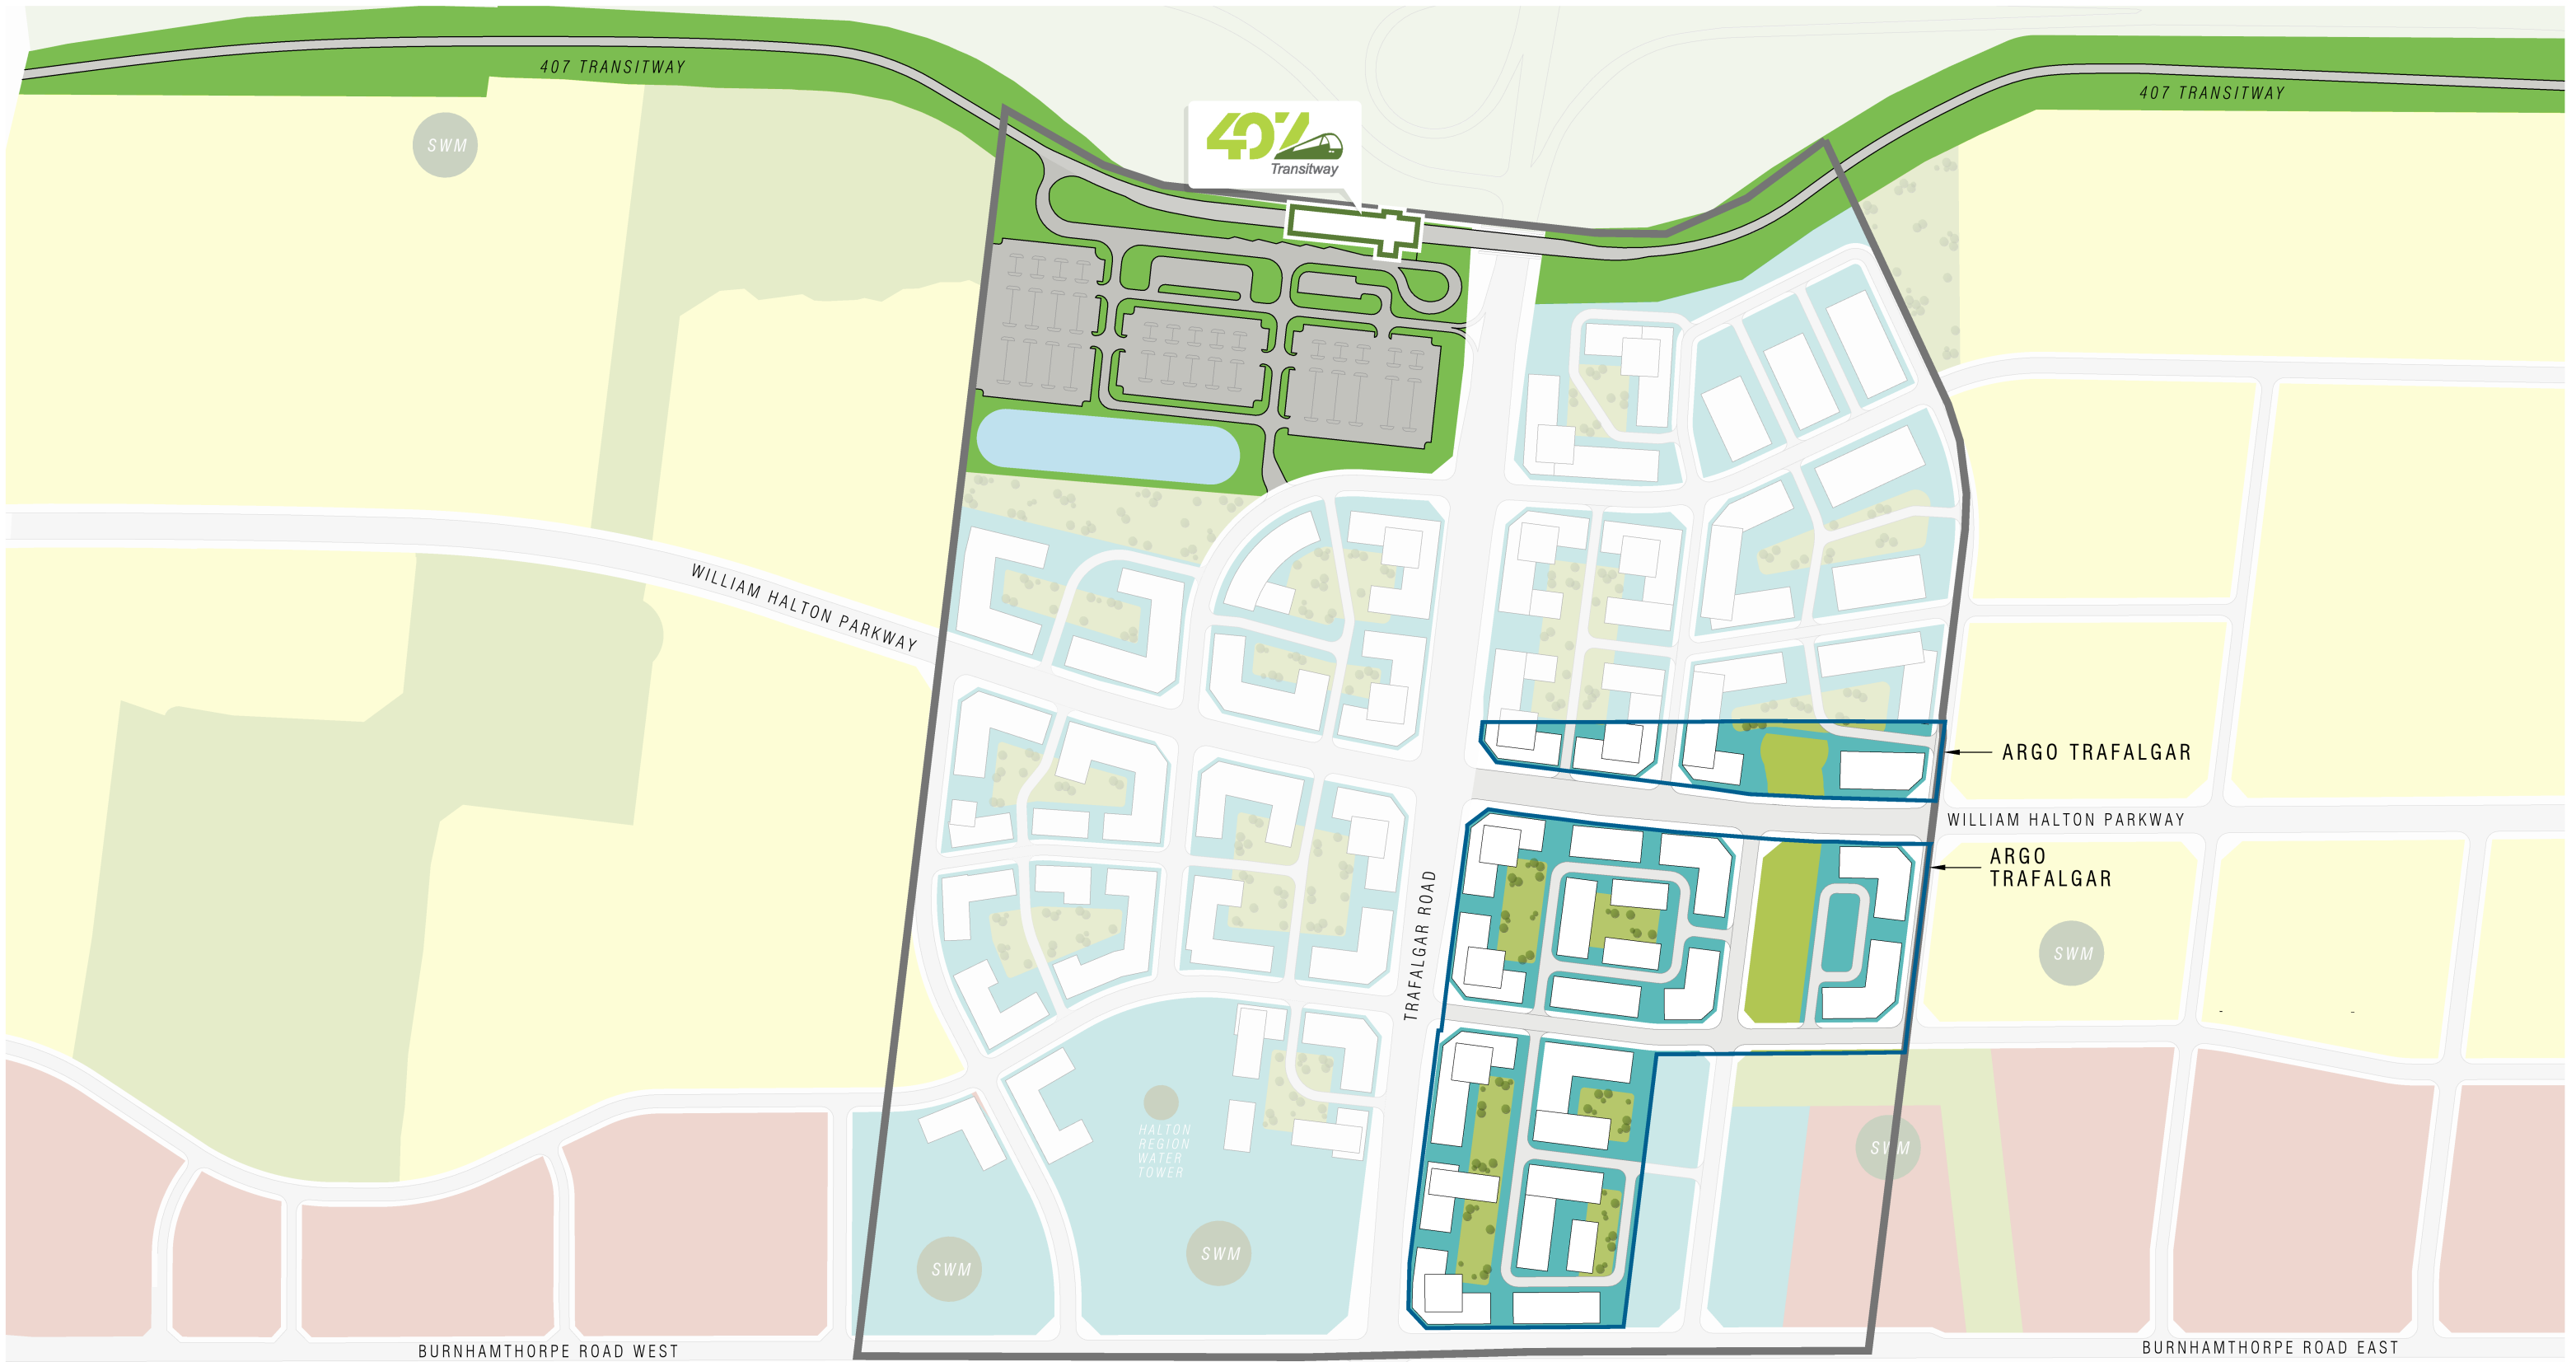 407 TRANSITWAY
407 TRANSITWAY
SWM
407
Transitway
WILLIAM HALTON PARKWAY
ARGO TRAFALGAR
WILLIAM HALTON PARKWAY
ARGO
TRAFALGAR
TRAFALGAR ROAD
SWM
HALTON
REGION
WATER
TOWER
SWM
SWM
SWM
BURNHAMTHORPE ROAD WEST
BURNHAMTHORPE ROAD EAST